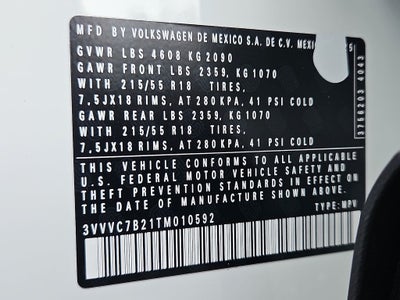 MFD BY VOLKSWAGEN DE MEXICO S.A. DE C.V. MEXI
GVWR LBS 4608 KG 2090
GAWR FRONT LBS 2359, KG 1070
WITH 215/55 R18 TIRES,
7,5JX18 RIMS, AT 280 KPA, 41 PSI COLD
GAWR REAR LBS 2359, KG 1070
WITH 215/55 R18 TIRES,
7,5JX18 RIMS, AT 280 KPA, 41 PSI COLD
THIS VEHICLE CONFORMS TO ALL APPLICABLE
U.S. FEDERAL MOTOR VEHICLE SAFETY AND
THEFT PREVENTION STANDARDS IN EFFECT ON
THE DATE OF MANUFACTURE SHOWN ABOVE.
3VVVC7B21TM010592 TYPE: MPV
3756203 4043